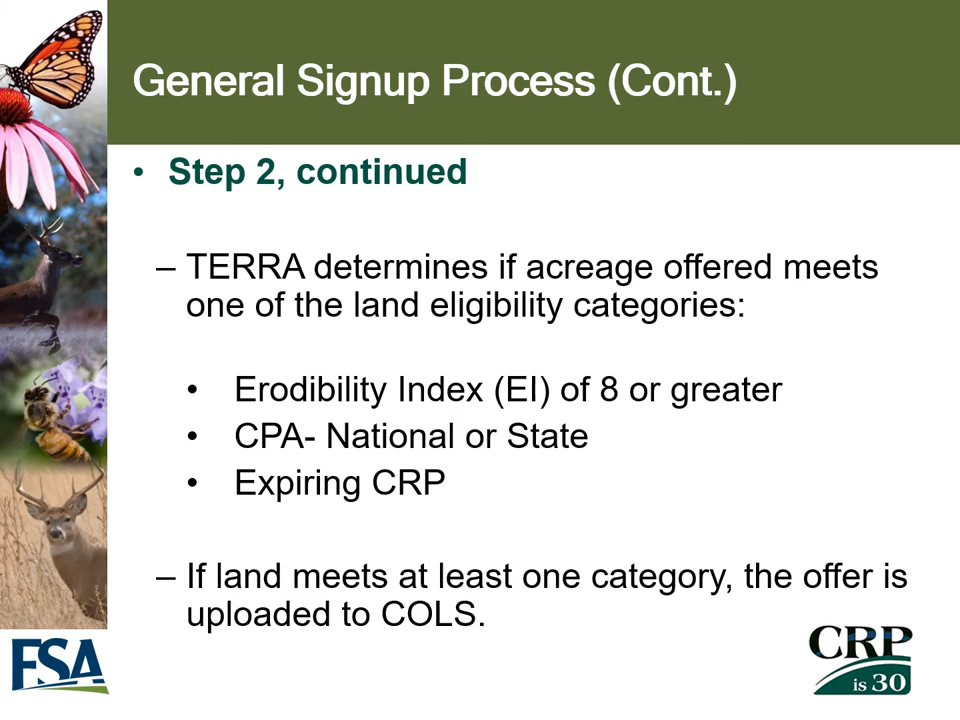 General Signup Process (Cont.)
• Step 2, continued
– TERRA determines if acreage offered meets
one of the land eligibility categories:
• Erodibility Index (EI) of 8 or greater
• CPA- National or State
• Expiring CRP
– If land meets at least one category, the offer is
uploaded to COLS.
FSA
CRP
is 30